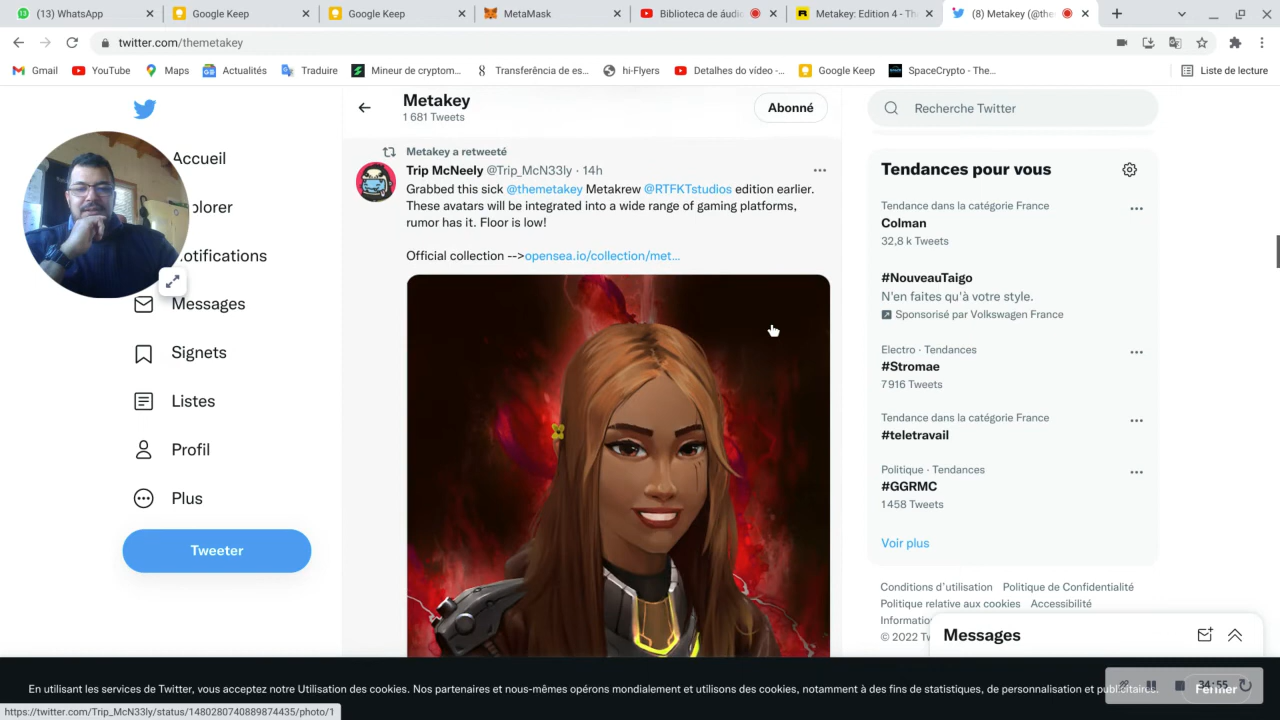 (13) WhatsApp
Google Keep
Google Keep
MetaMask
Biblioteca de áudio
Metakey: Edition 4 - Th
(8) Metakey (@the
twitter.com/themetakey
Gmail
YouTube
Maps
Actualités
Traduire
Mineur de cryptom...
Transferência de es...
hi-Flyers
Detalhes do vídeo -...
Google Keep
SpaceCrypto - The...
Liste de lecture
Accueil
plorer
otifications
Messages
Signets
Listes
Profil
Plus
Tweeter
Metakey
1 681 Tweets
Abonné
Metakey a retweeté
Trip McNeely @Trip_McN33ly · 14h
Grabbed this sick @themetakey Metakrew @RTFKTstudios edition earlier.
These avatars will be integrated into a wide range of gaming platforms,
rumor has it. Floor is low!
Official collection -->opensea.io/collection/met...
Recherche Twitter
Tendances pour vous
Tendance dans la catégorie France
Colman
32,8 k Tweets
#NouveauTaigo
N'en faites qu'à votre style.
Sponsorisé par Volkswagen France
Electro · Tendances
#Stromae
7 916 Tweets
Tendance dans la catégorie France
#teletravail
Politique · Tendances
#GGRMC
1 458 Tweets
Voir plus
Conditions d'utilisation Politique de Confidentialité
Politique relative aux cookies Accessibilité
Informatio
© 2022 Tw
Messages
En utilisant les services de Twitter, vous acceptez notre Utilisation des cookies. Nos partenaires et nous-mêmes opérons mondialement et utilisons des cookies, notamment à des fins de statistiques, de personnalisation et publicitaires.
Fermer
https://twitter.com/Trip_McN33ly/status/1480280740889874435/photo/1